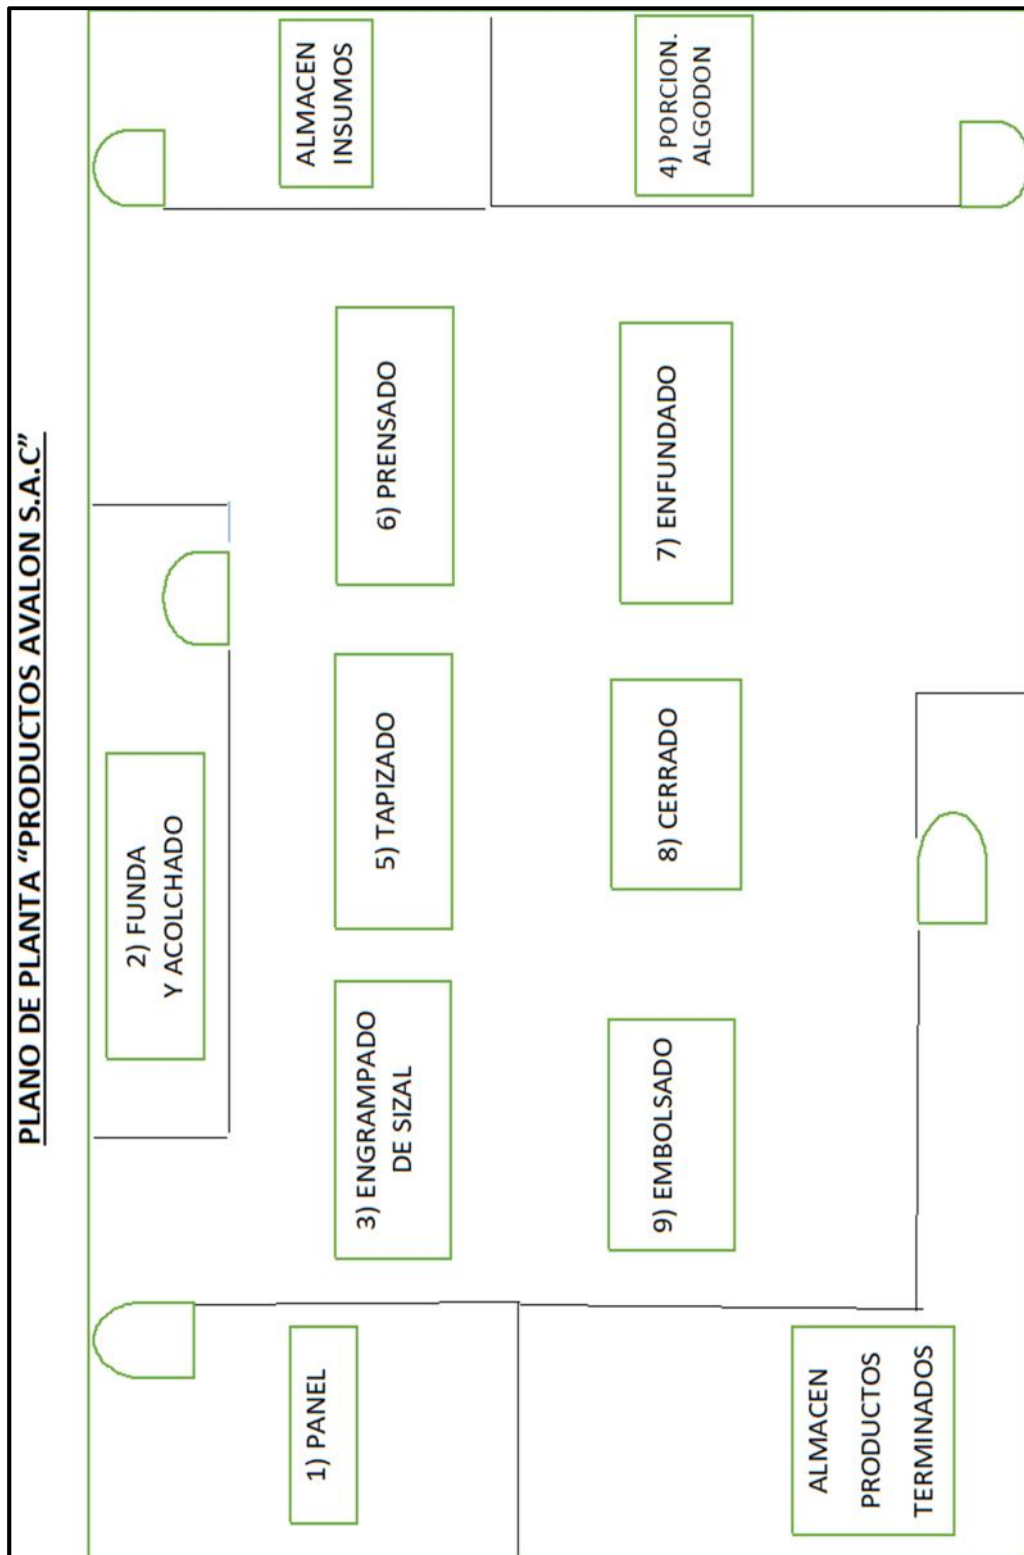 PLANO DE PLANTA “PRODUCTOS AVALON S.A.C”
1) PANEL
2) FUNDA
Y ACOLCHADO
ALMACEN
INSUMOS
3) ENGRAMPADO
DE SIZAL
5) TAPIZADO
6) PRENSADO
4) PORCION.
ALGODON
9) EMBOLSADO
8) CERRADO
7) ENFUNDADO
ALMACEN
PRODUCTOS
TERMINADOS